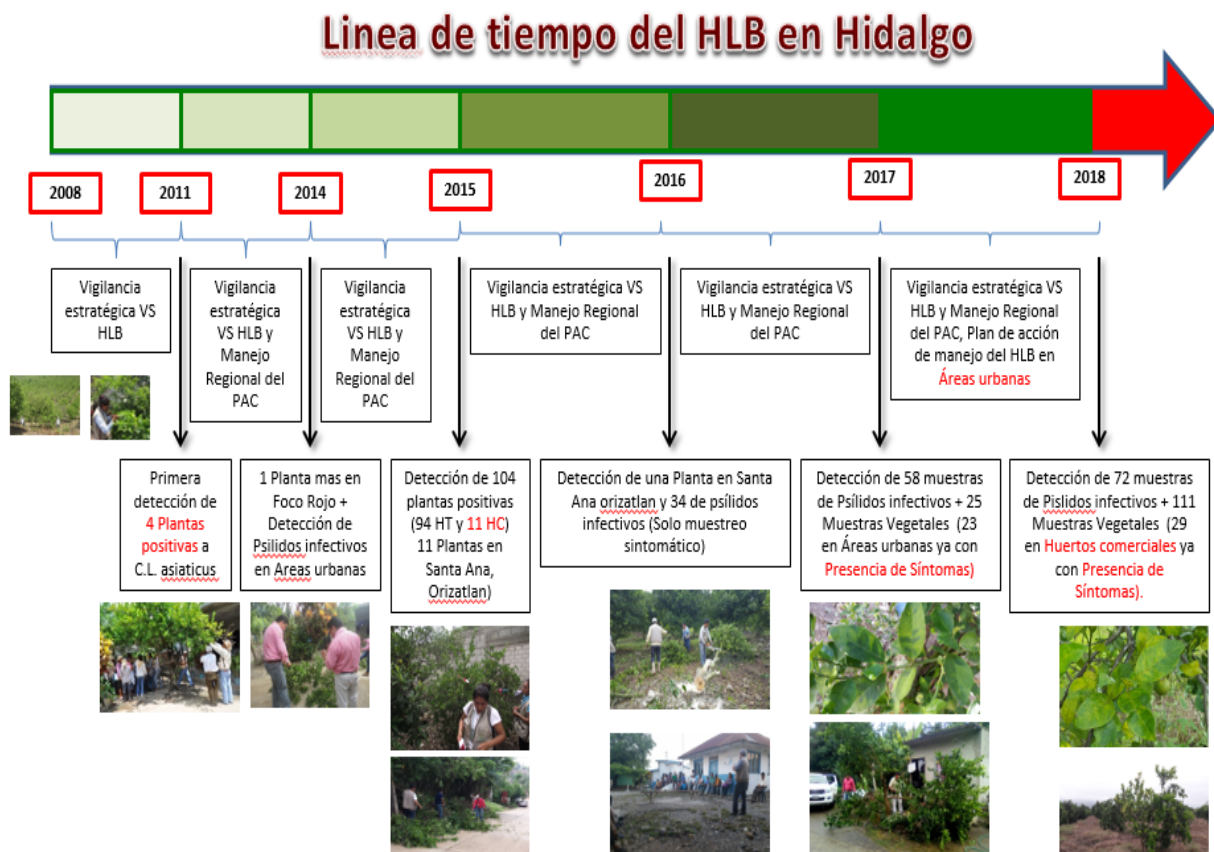 Linea de tiempo del HLB en Hidalgo
2008
2011
2014
2015
2016
2017
2018
Vigilancia
estratégica VS
HLB
Vigilancia
estratégica
VS HLB y
Manejo
Regional del
PAC
Vigilancia
estratégica
VS HLB y
Manejo
Regional del
PAC
Vigilancia estratégica VS
HLB y Manejo Regional
del PAC
Vigilancia estratégica VS
HLB y Manejo Regional
del PAC
Vigilancia estratégica VS
HLB y Manejo Regional
del PAC, Plan de acción
de manejo del HLB en
Áreas urbanas
Primera
detección de
4 Plantas
positivas a
C.L. asiaticus
1 Planta mas en
Foco Rojo +
Detección de
Psilidos infectivos
en Areas urbanas
Detección de 104
plantas positivas
(94 HT y 11 HC)
11 Plantas en
Santa Ana,
Orizatlan)
Detección de una Planta en Santa
Ana orizatlan y 34 de psílidos
infectivos (Solo muestreo
sintomático)
Detección de 58 muestras
de Psílidos infectivos + 25
Muestras Vegetales (23
en Áreas urbanas ya con
Presencia de Síntomas)
Detección de 72 muestras
de Pislidos infectivos + 111
Muestras Vegetales (29
en Huertos comerciales ya
con Presencia de
Síntomas).